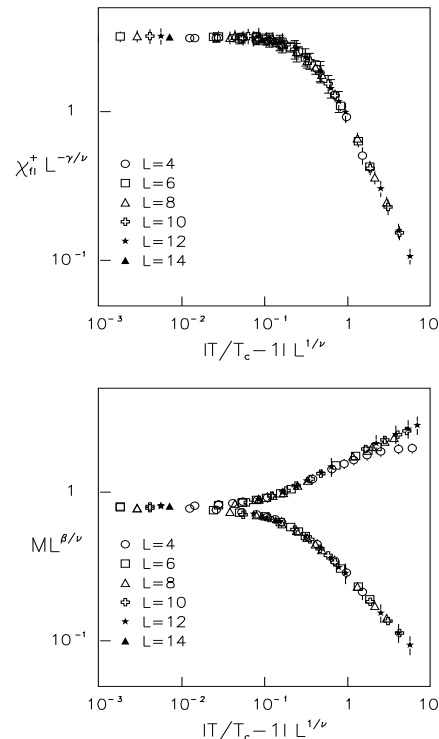 1
χ_fl^+ L^{−γ/ν}
10^{−1}
L=4
L=6
L=8
L=10
L=12
L=14
10^{−3} 10^{−2} 10^{−1} 1 10
|T/T_c−1| L^{1/ν}
1
ML^{β/ν}
10^{−1}
L=4
L=6
L=8
L=10
L=12
L=14
10^{−3} 10^{−2} 10^{−1} 1 10
|T/T_c−1| L^{1/ν}